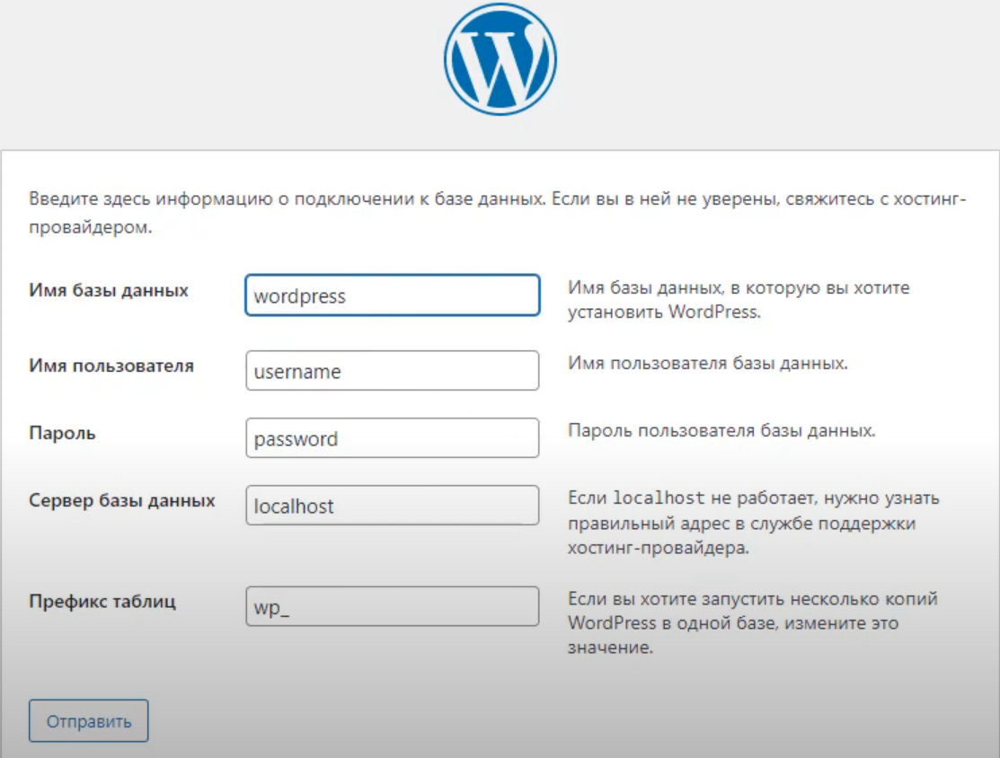 Введите здесь информацию о подключении к базе данных. Если вы в ней не уверены, свяжитесь с хостинг-
провайдером.
Имя базы данных
wordpress
Имя базы данных, в которую вы хотите
установить WordPress.
Имя пользователя
username
Имя пользователя базы данных.
Пароль
password
Пароль пользователя базы данных.
Сервер базы данных
localhost
Если localhost не работает, нужно узнать
правильный адрес в службе поддержки
хостинг-провайдера.
Префикс таблиц
wp_
Если вы хотите запустить несколько копий
WordPress в одной базе, измените это
значение.
Отправить